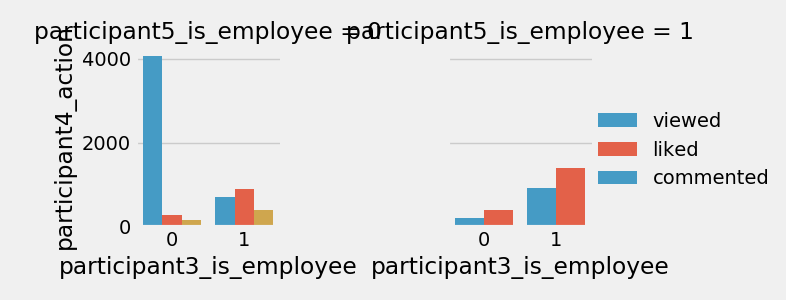 participant5_is_employee = 0
participant5_is_employee = 1
participant4_action
4000
2000
0
0
1
0
1
participant3_is_employee
participant3_is_employee
viewed
liked
commented